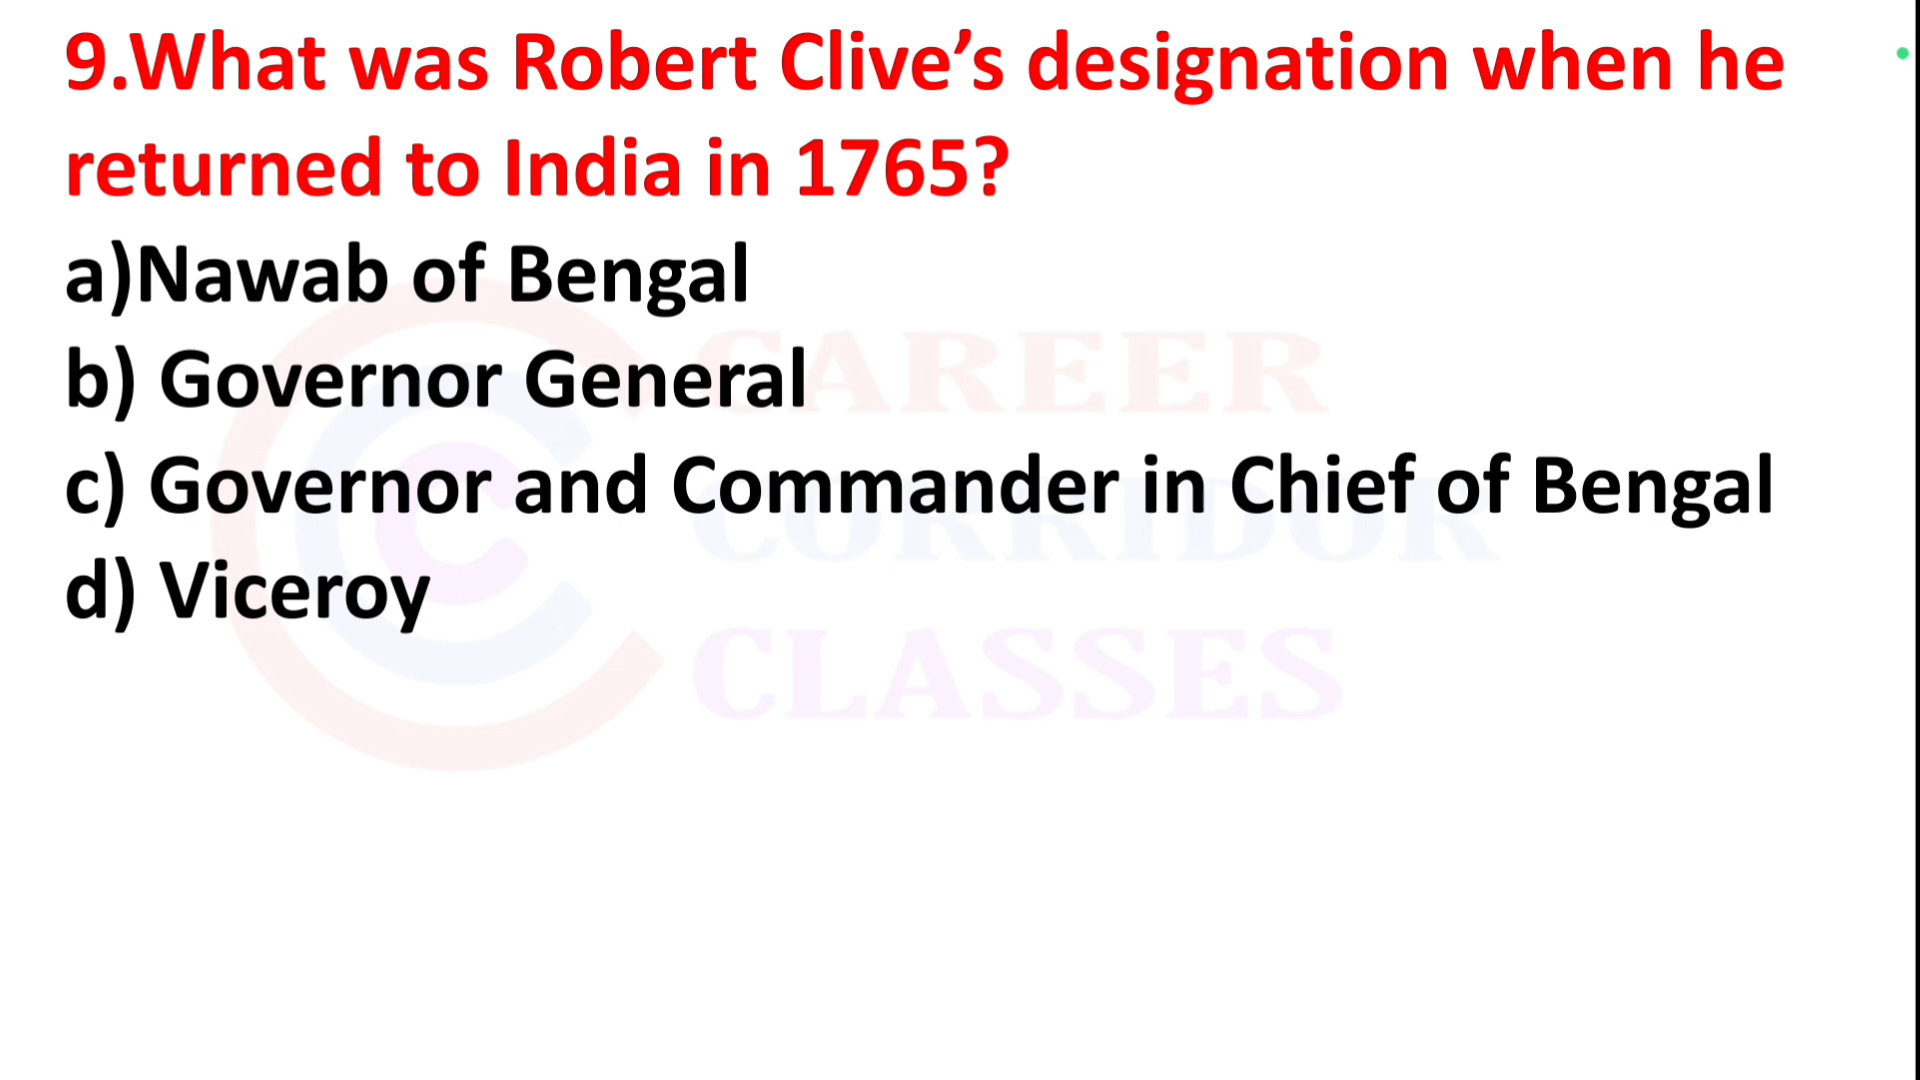 9.What was Robert Clive’s designation when he
returned to India in 1765?
a)Nawab of Bengal
b) Governor General
c) Governor and Commander in Chief of Bengal
d) Viceroy
CAREER
CORRIDOR
CLASSES